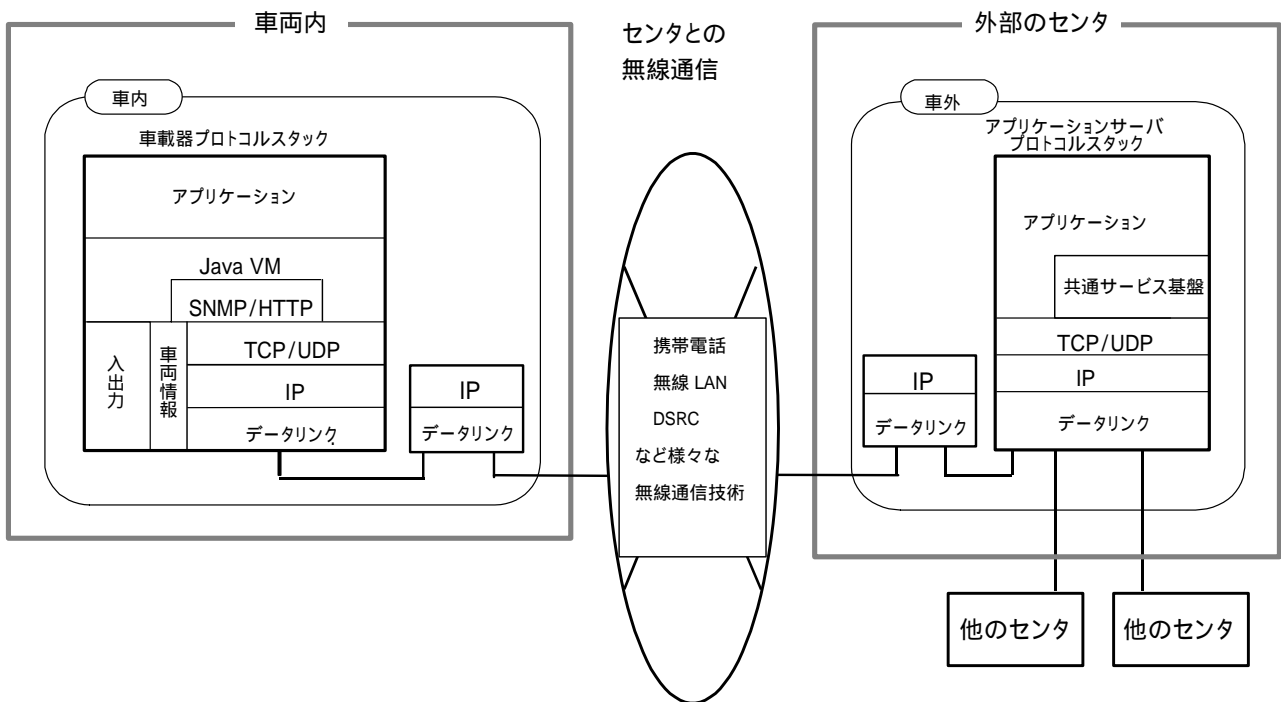 車両内
車内
車載器プロトコルスタック
アプリケーション
Java VM
SNMP/HTTP
入出力
車両情報
TCP/UDP
IP
データリンク
IP
データリンク
センタとの
無線通信
携帯電話
無線 LAN
DSRC
など様々な
無線通信技術
外部のセンタ
車外
アプリケーションサーバ
プロトコルスタック
アプリケーション
共通サービス基盤
TCP/UDP
IP
データリンク
IP
データリンク
他のセンタ
他のセンタ